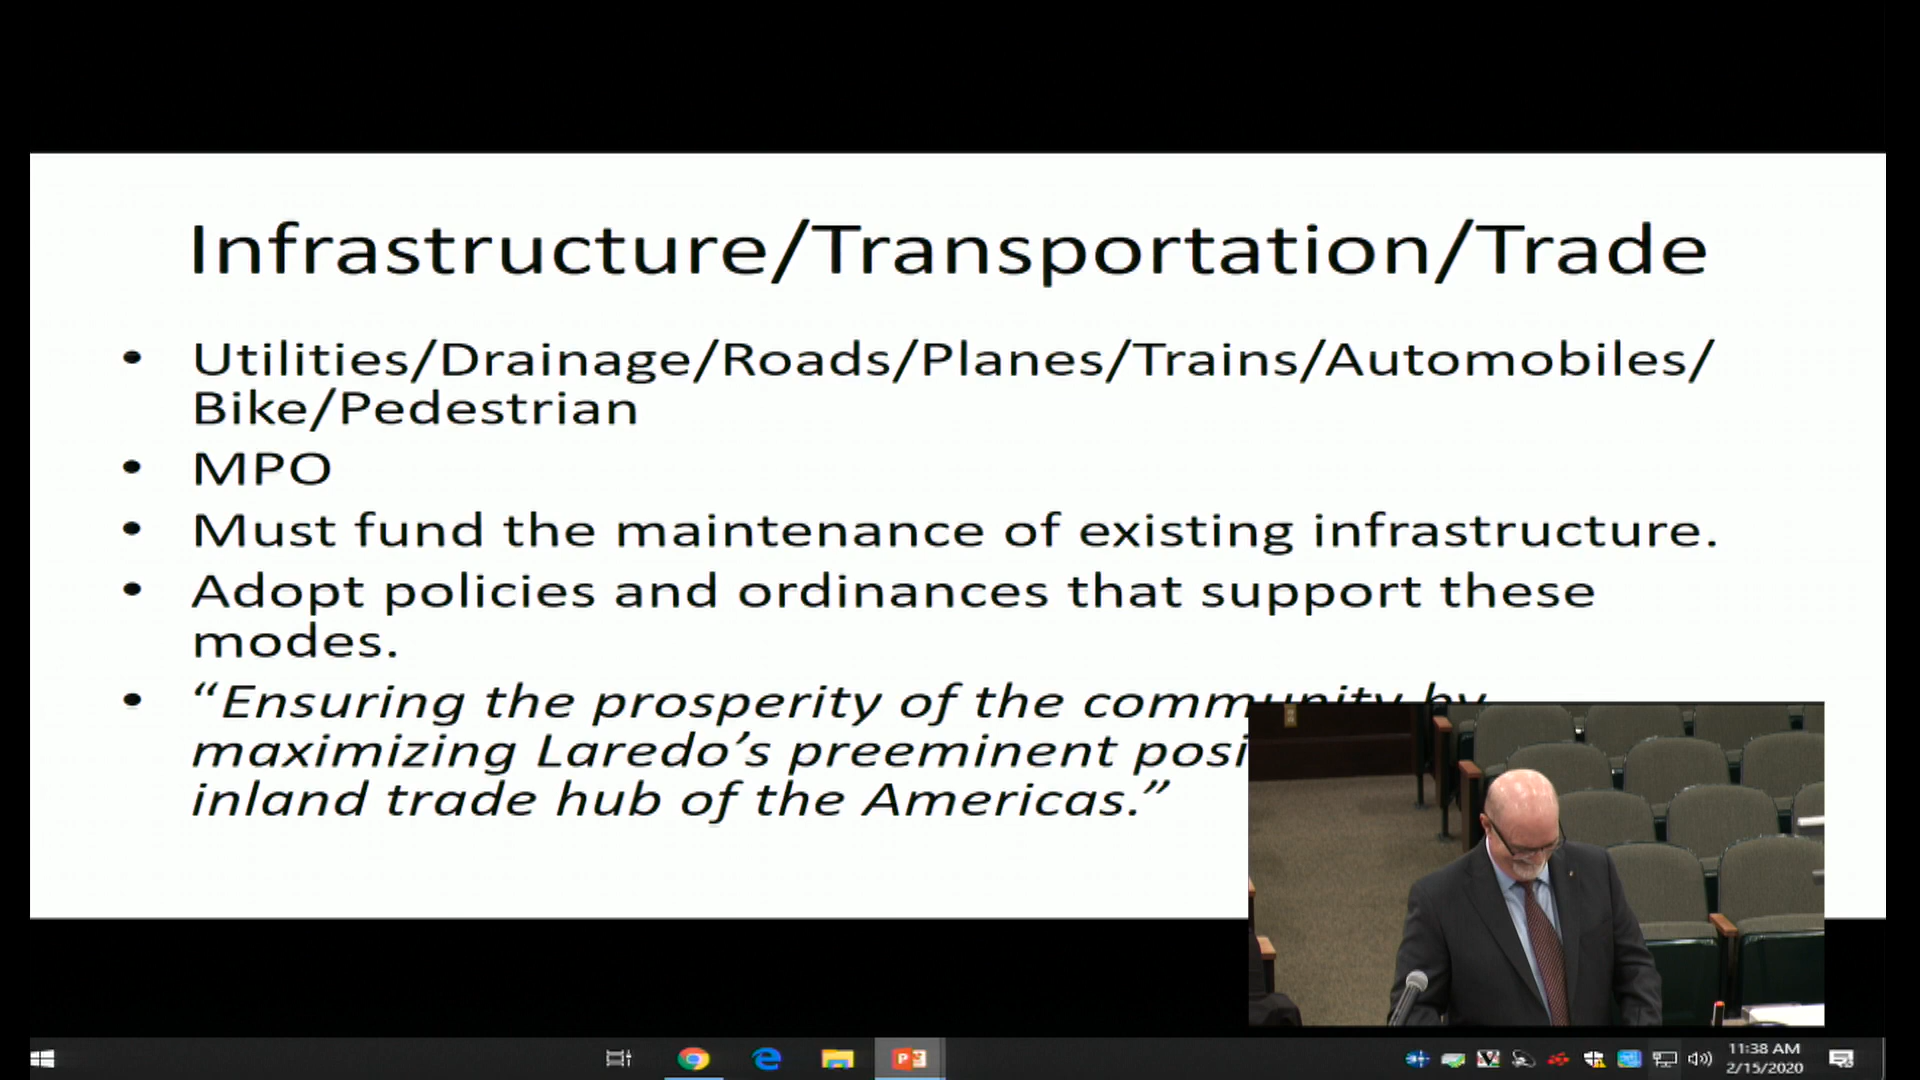 Infrastructure/Transportation/Trade
• Utilities/Drainage/Roads/Planes/Trains/Automobiles/
Bike/Pedestrian
• MPO
• Must fund the maintenance of existing infrastructure.
• Adopt policies and ordinances that support these
modes.
• “Ensuring the prosperity of the community by
maximizing Laredo’s preeminent posi
inland trade hub of the Americas.”
11:38 AM
2/15/2020